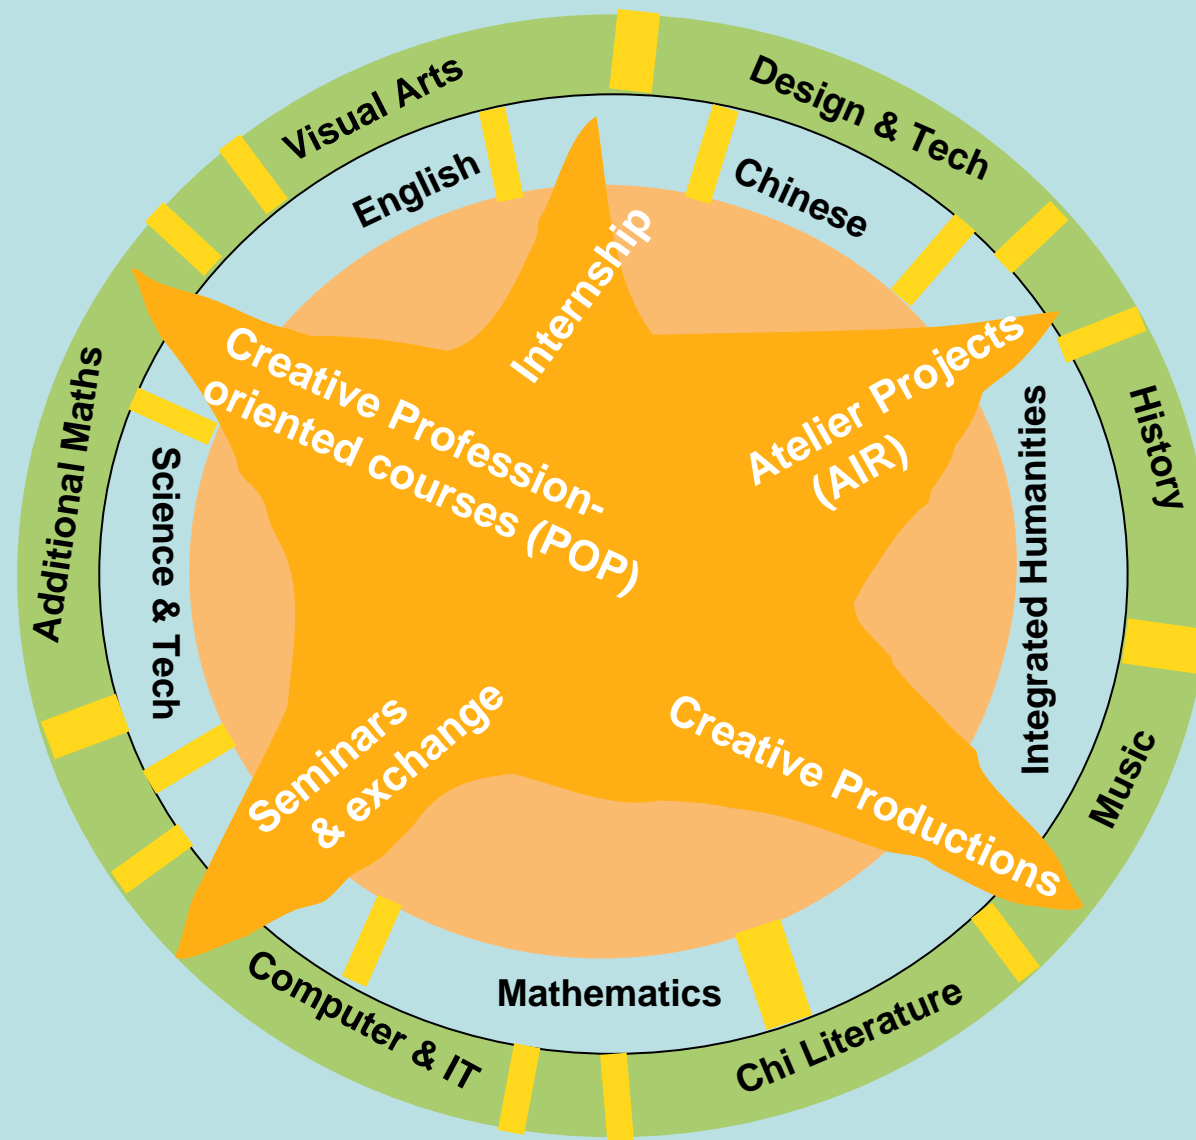 Visual Arts
Design & Tech
English
Chinese
Internship
Creative Profession-
oriented courses (POP)
Atelier Projects
(AIR)
Additional Maths
Science & Tech
Integrated Humanities
History
Seminars
& exchange
Creative Productions
Music
Mathematics
Computer & IT
Chi Literature